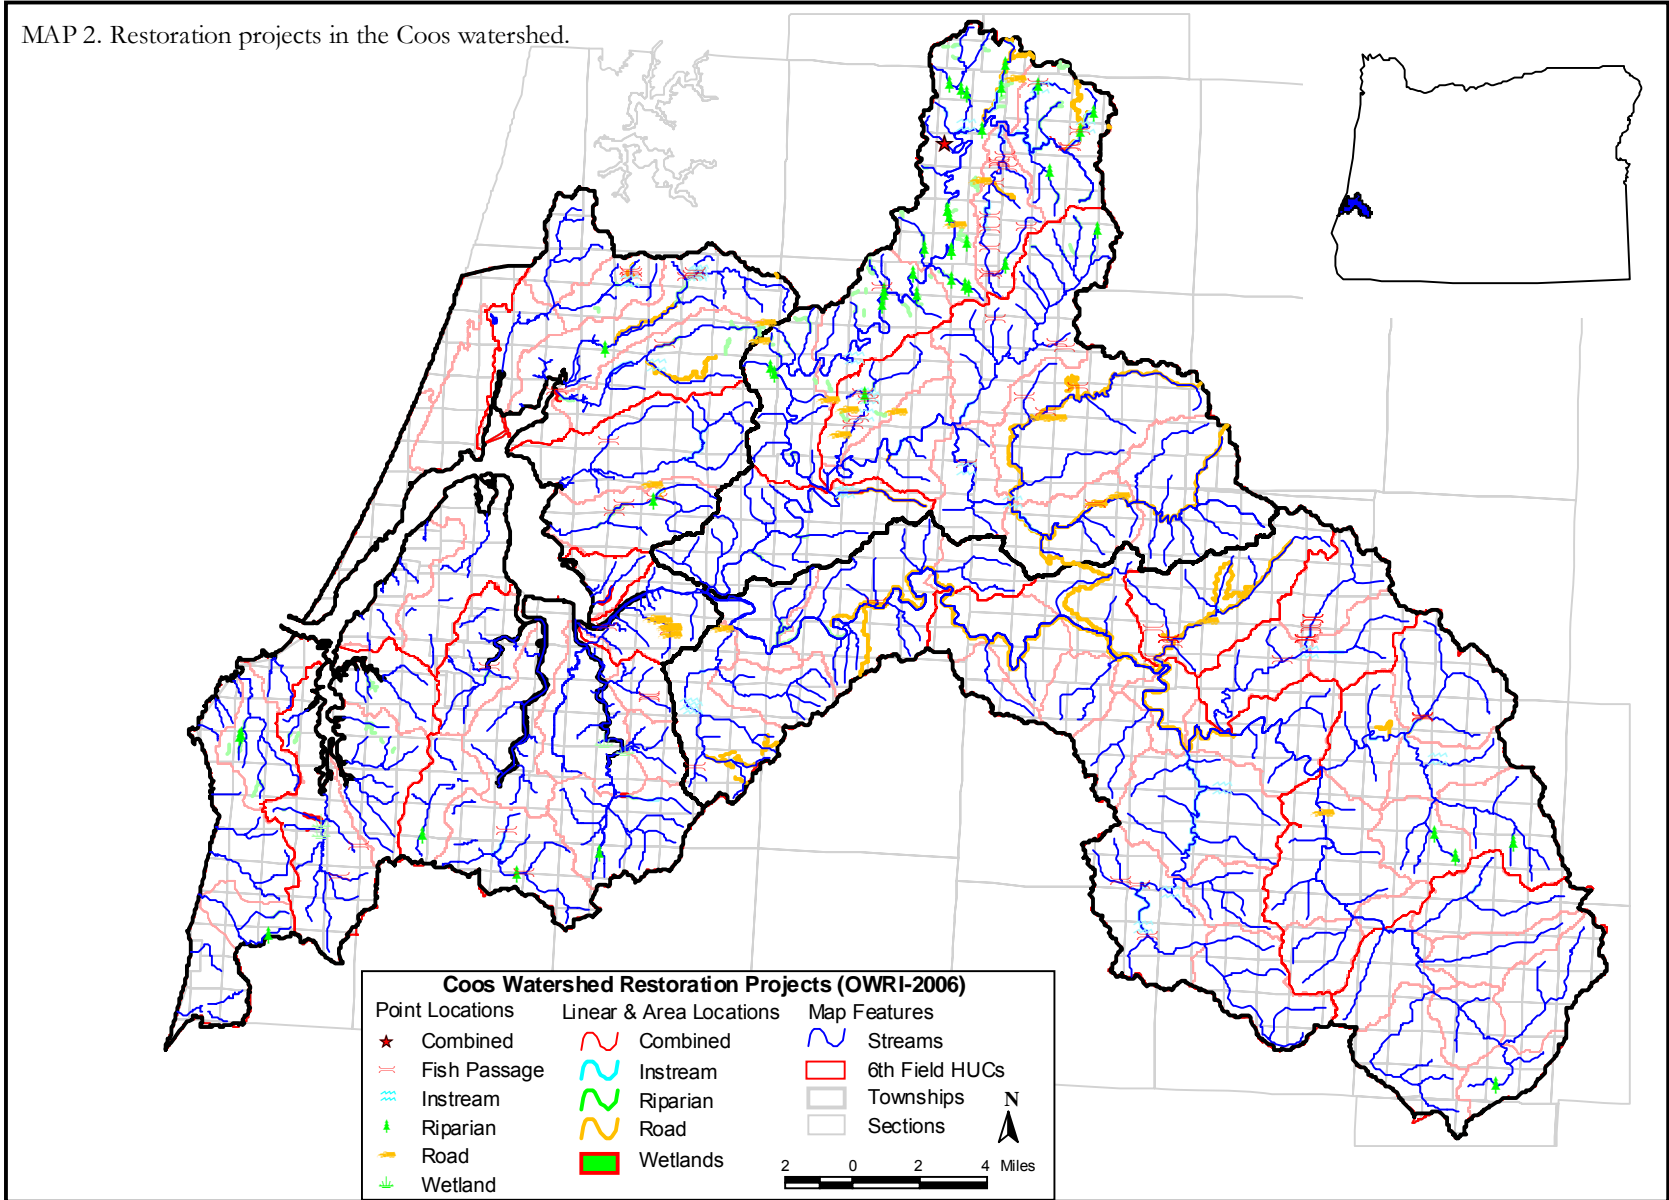 MAP 2. Restoration projects in the Coos watershed.
Coos Watershed Restoration Projects (OWRI-2006)
Point Locations
Combined
Fish Passage
Instream
Riparian
Road
Wetland
Linear & Area Locations
Combined
Instream
Riparian
Road
Wetlands
Map Features
Streams
6th Field HUCs
Townships
Sections
N
2 0 2 4 Miles